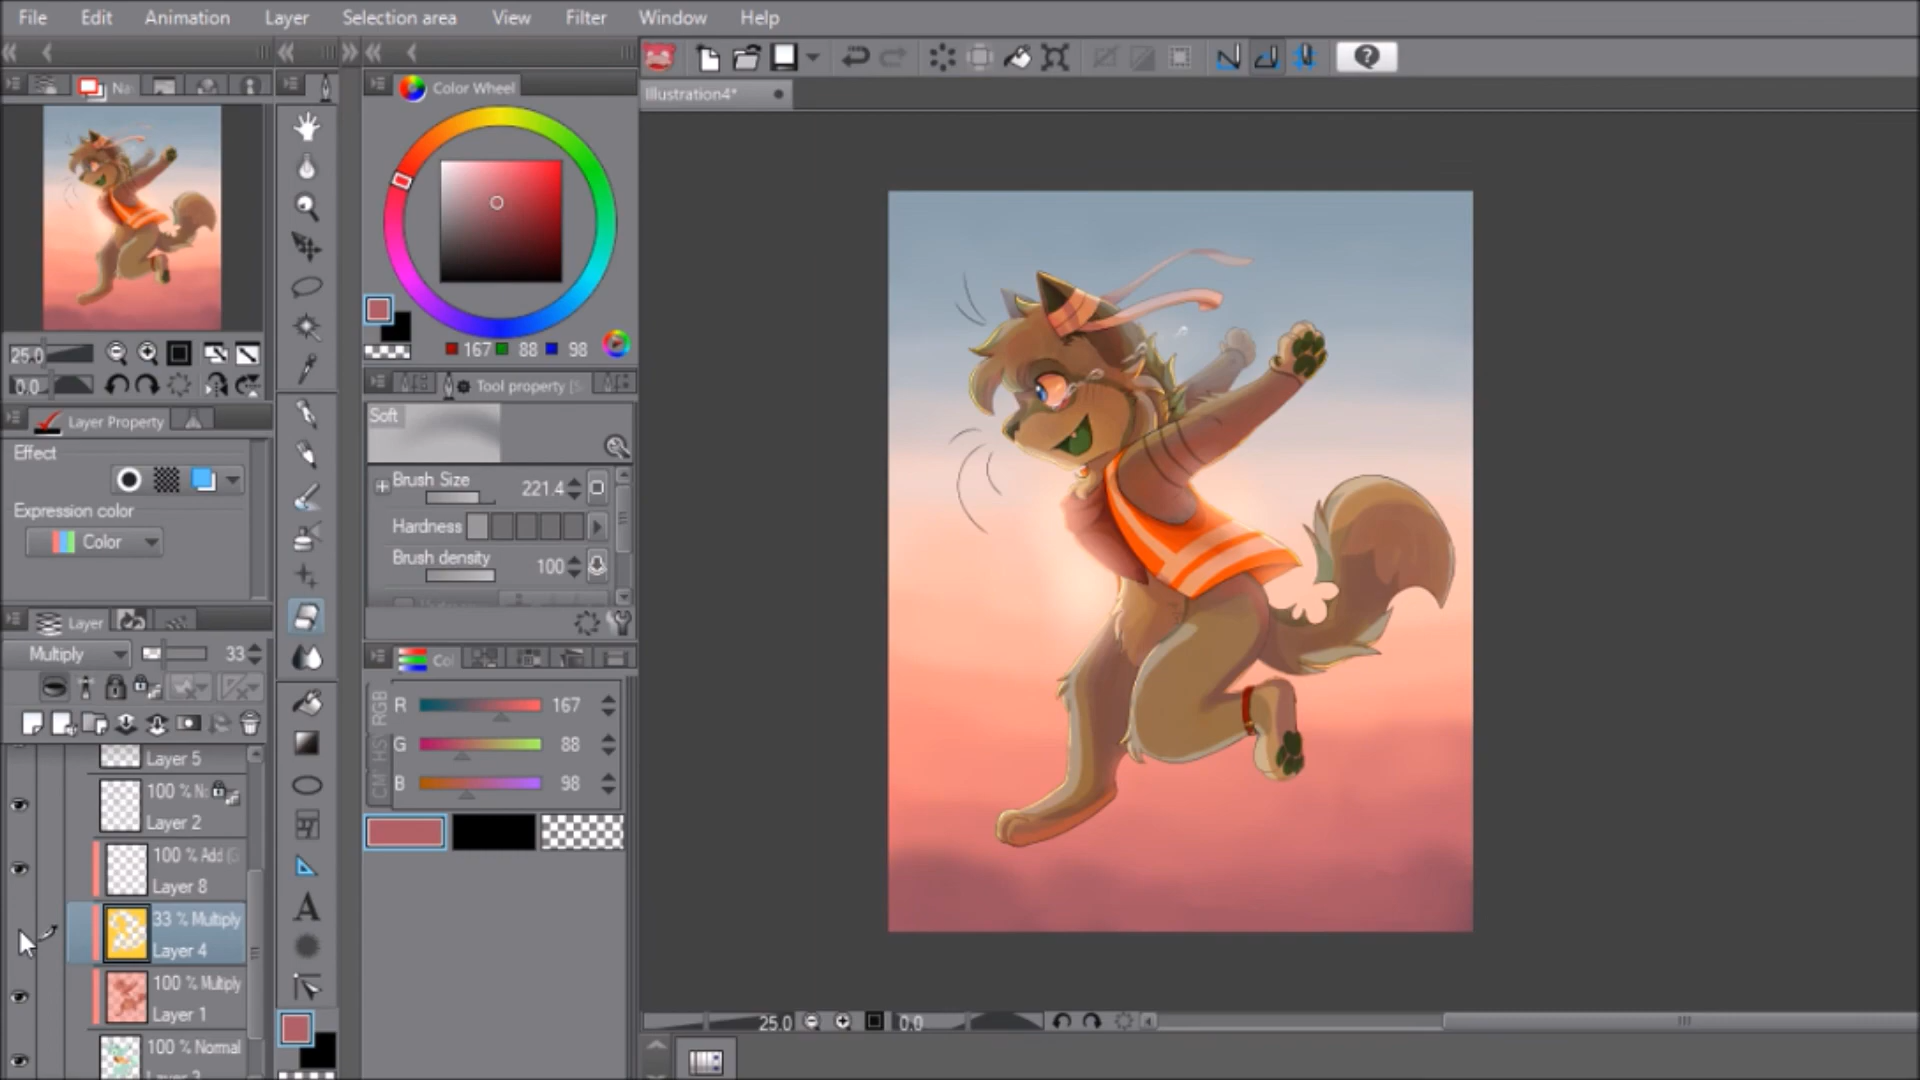 File Edit Animation Layer Selection area View Filter Window Help
Color Wheel
Illustration4*
167 88 98
25.0
0.0
Tool property
Layer Property
Soft
Effect
Brush Size 221.4
Expression color
Hardness
Color
Brush density 100
Layer
Multiply 33
Col
R 167
G 88
B 98
RGB
HSV
CM
Layer 5
100 %
Layer 2
100 % Add (G
Layer 8
33 % Multiply
Layer 4
100 % Multiply
Layer 1
100 % Normal
25.0 0.0
A